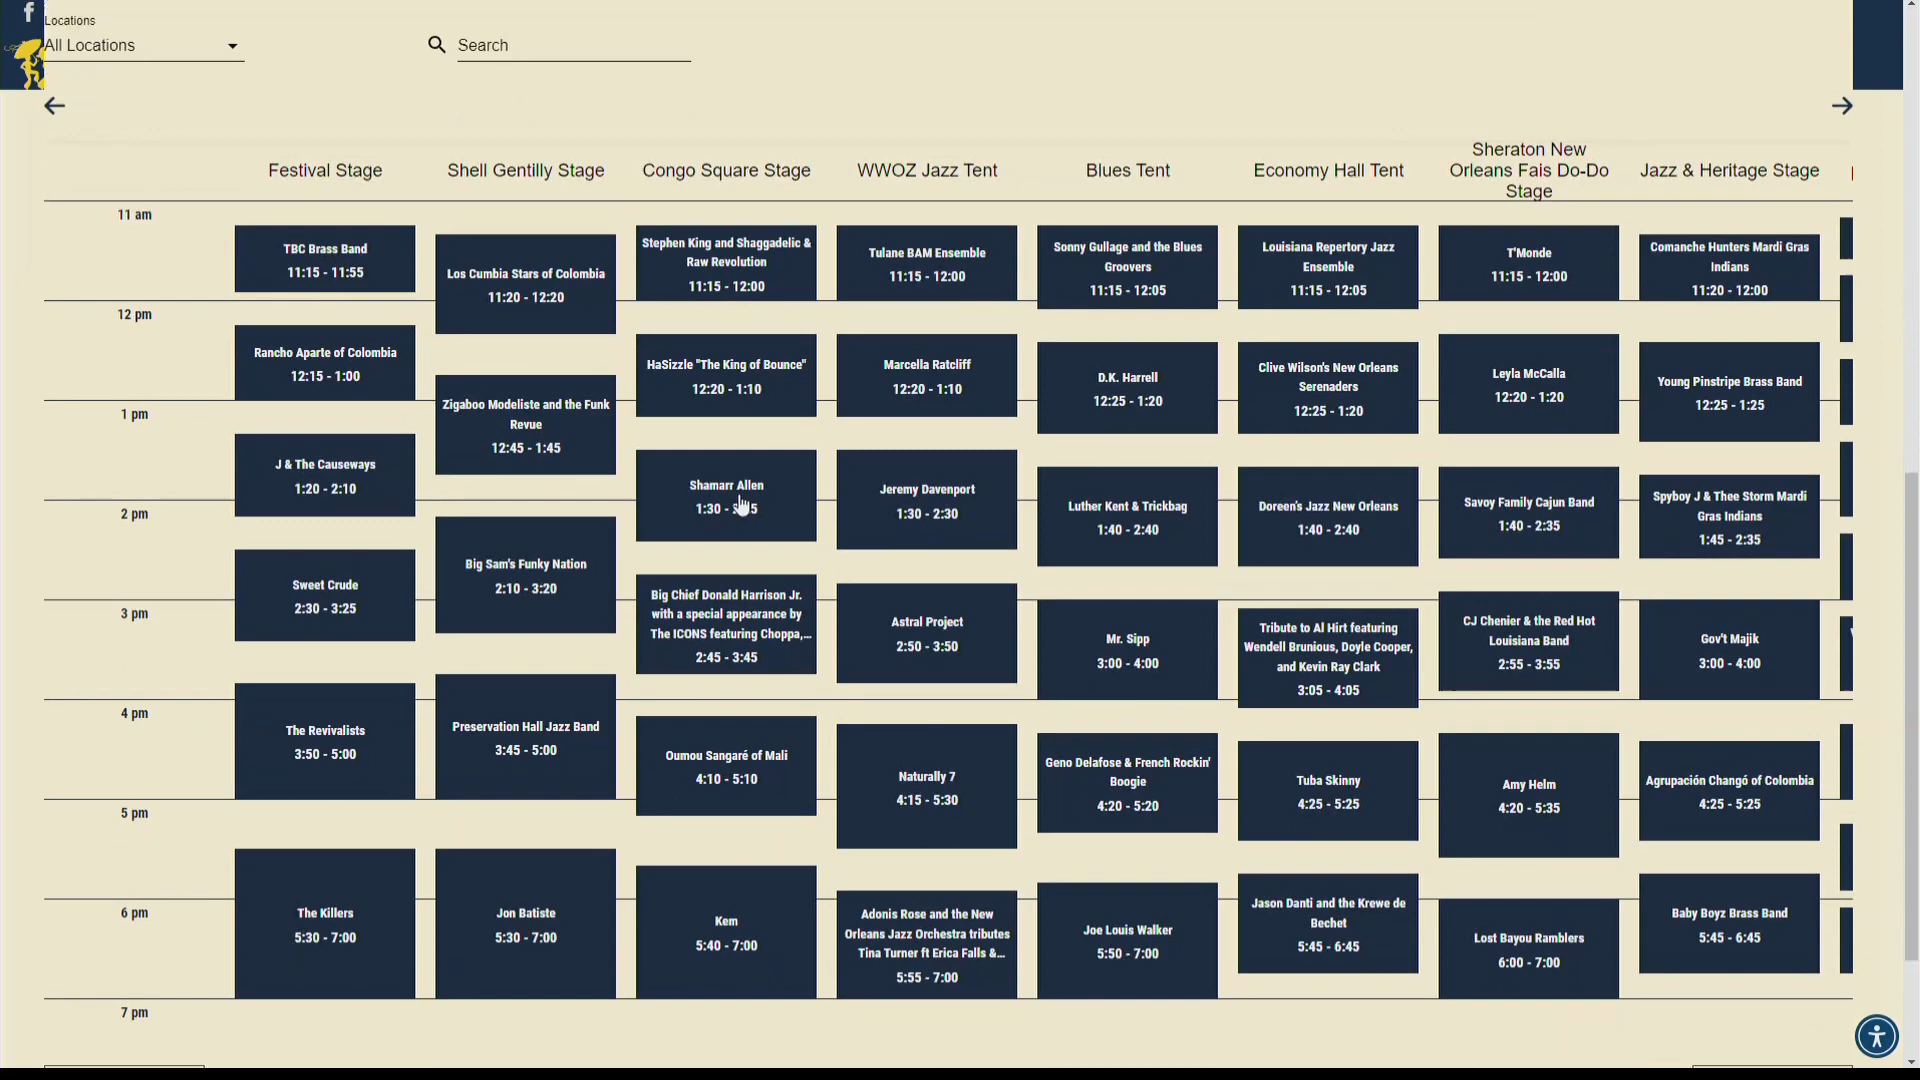 Locations
All Locations
Search
Festival Stage
Shell Gentilly Stage
Congo Square Stage
WWOZ Jazz Tent
Blues Tent
Economy Hall Tent
Sheraton New
Orleans Fais Do-Do
Stage
Jazz & Heritage Stage
11 am
12 pm
1 pm
2 pm
3 pm
4 pm
5 pm
6 pm
7 pm
TBC Brass Band
11:15 - 11:55
Rancho Aparte of Colombia
12:15 - 1:00
J & The Causeways
1:20 - 2:10
Sweet Crude
2:30 - 3:25
The Revivalists
3:50 - 5:00
The Killers
5:30 - 7:00
Los Cumbia Stars of Colombia
11:20 - 12:20
Zigaboo Modeliste and the Funk
Revue
12:45 - 1:45
Big Sam's Funky Nation
2:10 - 3:20
Preservation Hall Jazz Band
3:45 - 5:00
Jon Batiste
5:30 - 7:00
Stephen King and Shaggadelic &
Raw Revolution
11:15 - 12:00
HaSizzle "The King of Bounce"
12:20 - 1:10
Shamarr Allen
1:30 -
Big Chief Donald Harrison Jr.
with a special appearance by
The ICONS featuring Choppa,...
2:45 - 3:45
Oumou Sangaré of Mali
4:10 - 5:10
Kem
5:40 - 7:00
Tulane BAM Ensemble
11:15 - 12:00
Marcella Ratcliff
12:20 - 1:10
Jeremy Davenport
1:30 - 2:30
Astral Project
2:50 - 3:50
Naturally 7
4:15 - 5:30
Adonis Rose and the New
Orleans Jazz Orchestra tributes
Tina Turner ft Erica Falls &...
5:55 - 7:00
Sonny Gullage and the Blues
Groovers
11:15 - 12:05
D.K. Harrell
12:25 - 1:20
Luther Kent & Trickbag
1:40 - 2:40
Mr. Sipp
3:00 - 4:00
Geno Delafose & French Rockin'
Boogie
4:20 - 5:20
Joe Louis Walker
5:50 - 7:00
Louisiana Repertory Jazz
Ensemble
11:15 - 12:05
Clive Wilson's New Orleans
Serenaders
12:25 - 1:20
Doreen's Jazz New Orleans
1:40 - 2:40
Tribute to Al Hirt featuring
Wendell Brunious, Doyle Cooper,
and Kevin Ray Clark
3:05 - 4:05
Tuba Skinny
4:25 - 5:25
Jason Danti and the Krewe de
Bechet
5:45 - 6:45
T'Monde
11:15 - 12:00
Leyla McCalla
12:20 - 1:20
Savoy Family Cajun Band
1:40 - 2:35
CJ Chenier & the Red Hot
Louisiana Band
2:55 - 3:55
Amy Helm
4:20 - 5:35
Lost Bayou Ramblers
6:00 - 7:00
Comanche Hunters Mardi Gras
Indians
11:20 - 12:00
Young Pinstripe Brass Band
12:25 - 1:25
Spyboy J & Thee Storm Mardi
Gras Indians
1:45 - 2:35
Gov't Majik
3:00 - 4:00
Agrupación Changó of Colombia
4:25 - 5:25
Baby Boyz Brass Band
5:45 - 6:45